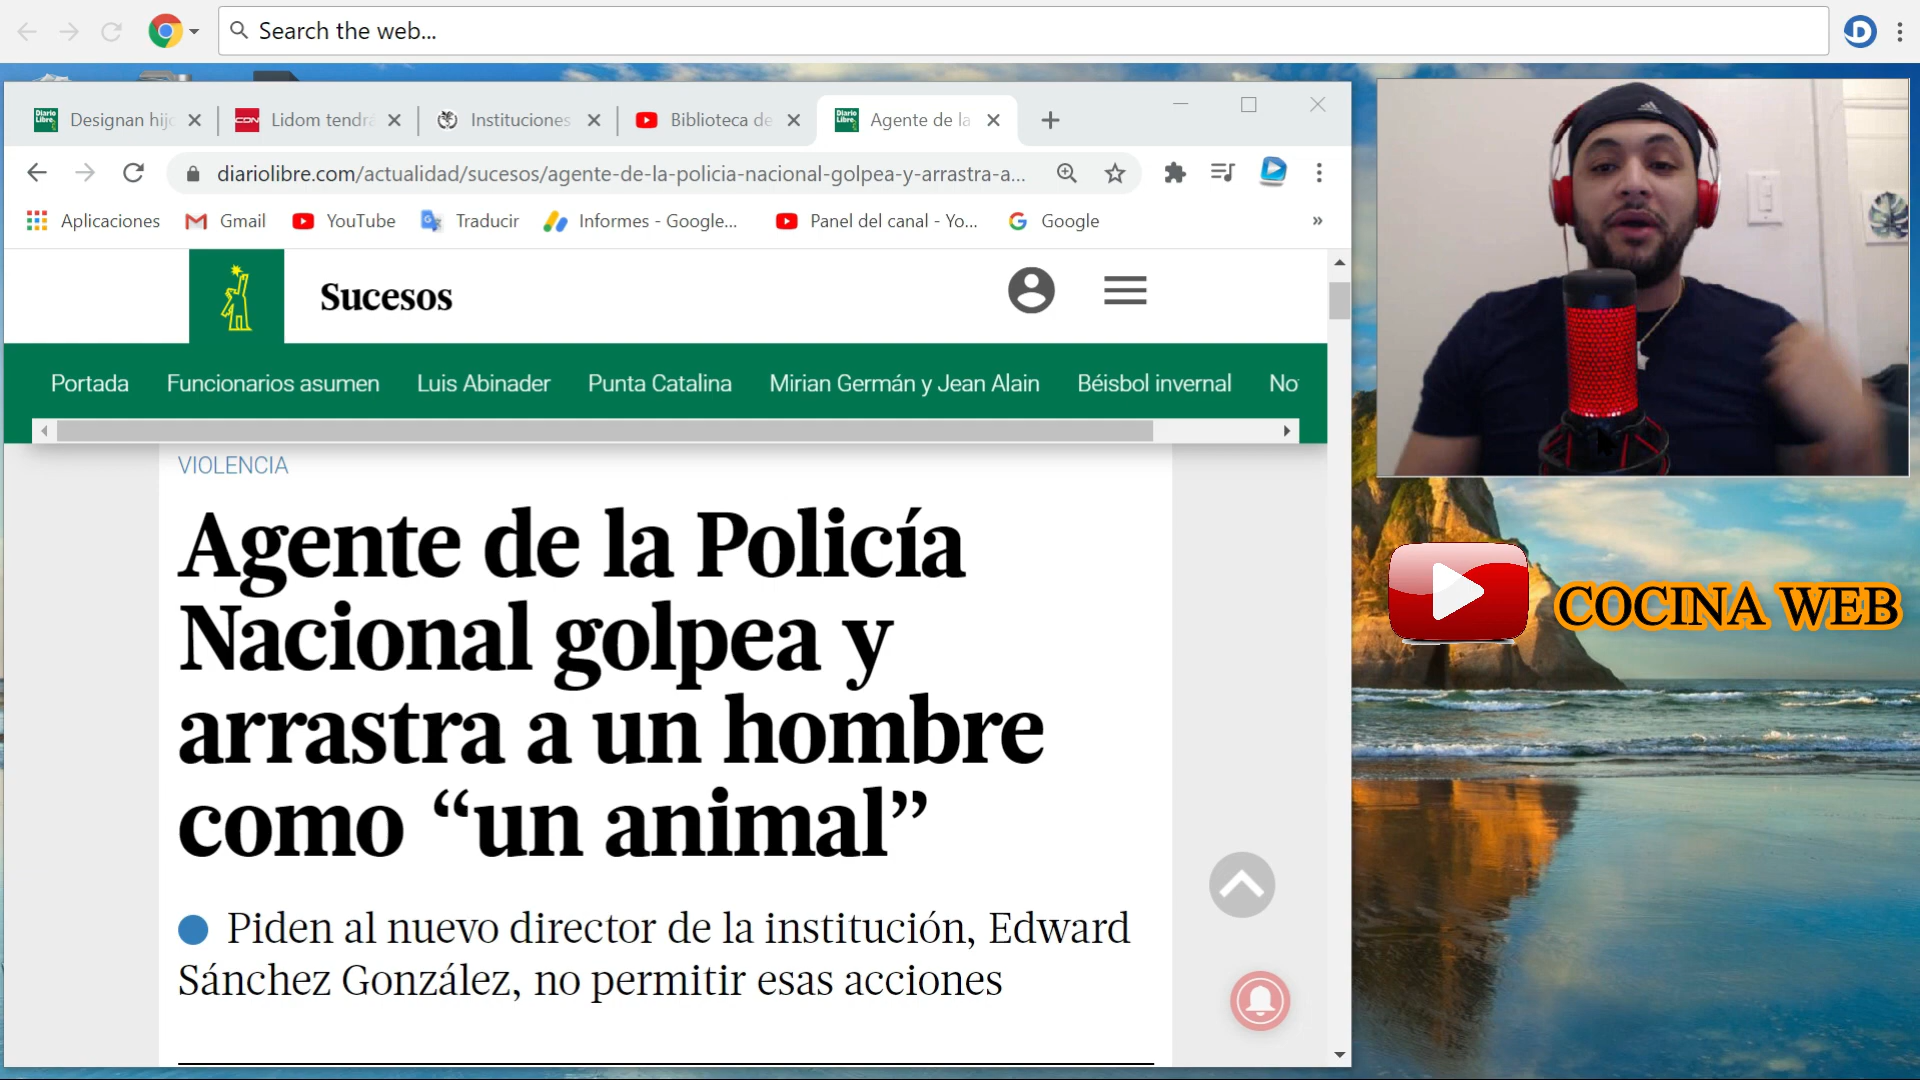 Search the web...
Designan hij
Lidom tendrá
Instituciones
Biblioteca de
Agente de la
diariolibre.com/actualidad/sucesos/agente-de-la-policia-nacional-golpea-y-arrastra-a...
Aplicaciones Gmail YouTube Traducir Informes - Google... Panel del canal - Yo... Google »
Sucesos
Portada Funcionarios asumen Luis Abinader Punta Catalina Mirian Germán y Jean Alain Béisbol invernal No
VIOLENCIA
Agente de la Policía
Nacional golpea y
arrastra a un hombre
como “un animal”
Piden al nuevo director de la institución, Edward
Sánchez González, no permitir esas acciones
COCINA WEB